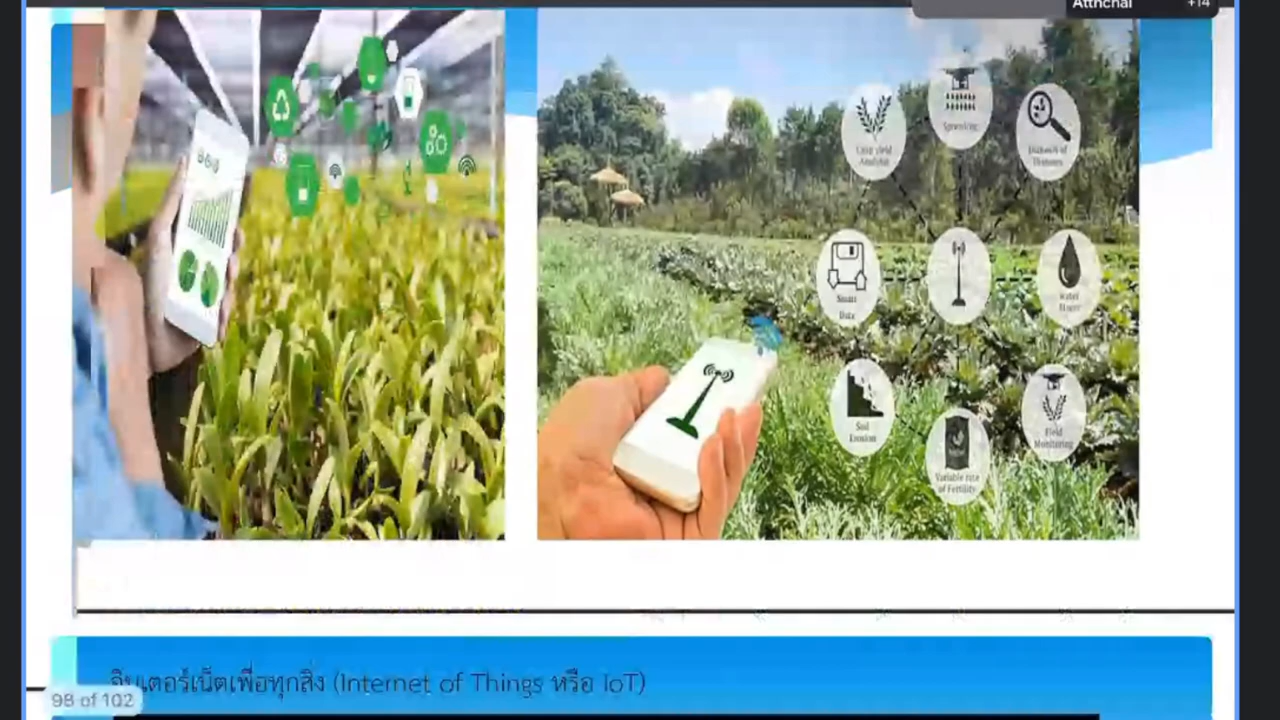 Atthchai
+14
Crop yield
Analysis
Spraying
Disease
Smart
Data
Water
Soil
Erosion
Field
Monitoring
Variable rate
of Fertility
อินเตอร์เน็ตเพื่อทุกสิ่ง (Internet of Things หรือ IoT)
98 of 102